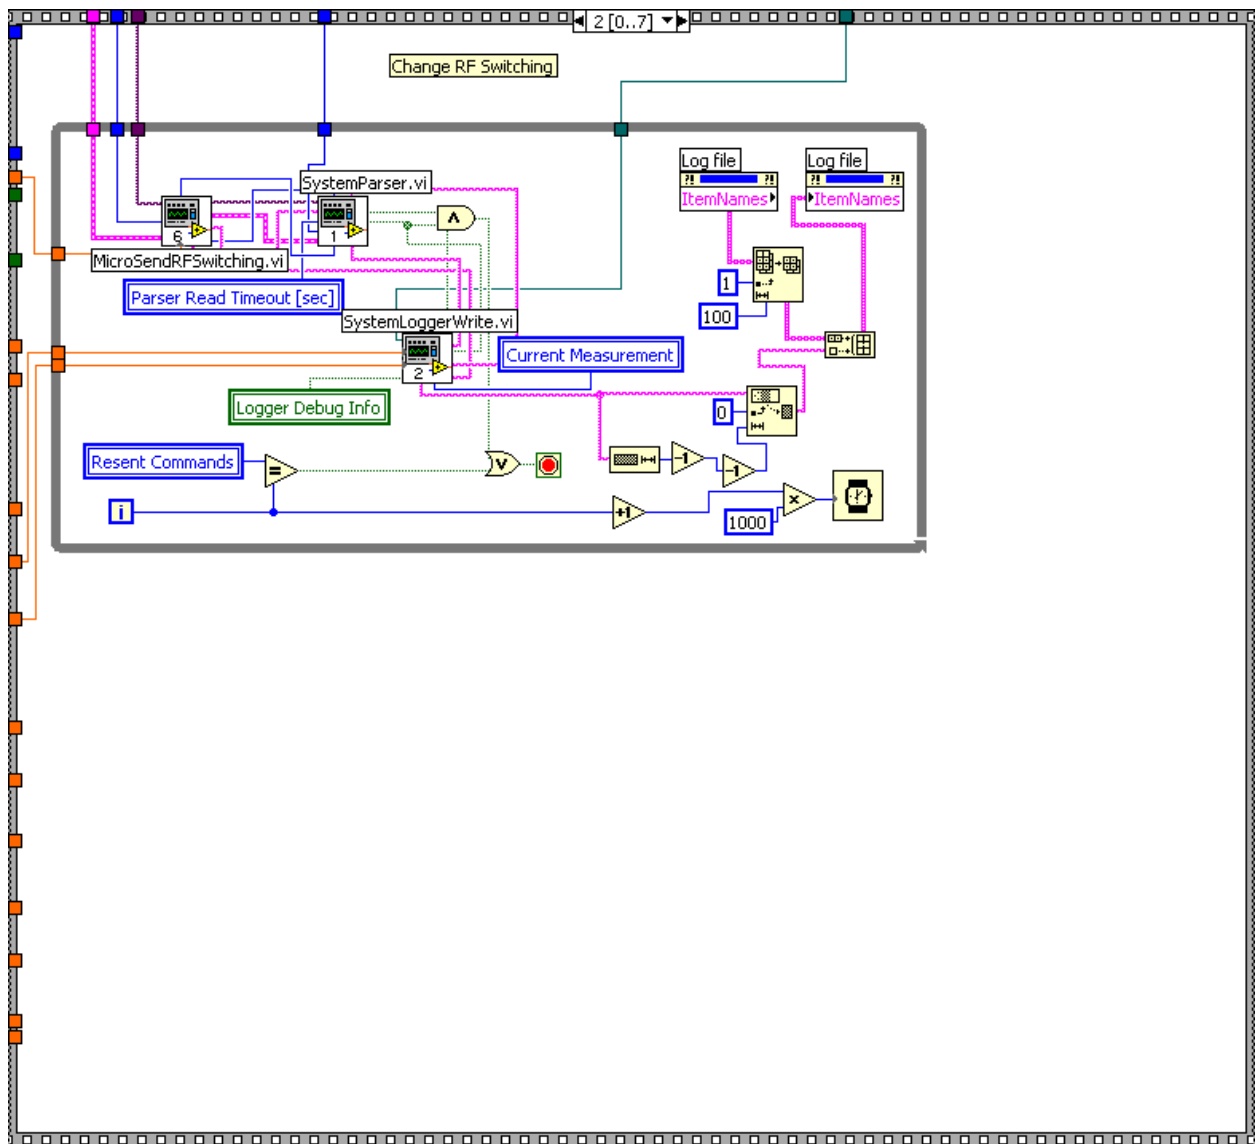 2 [0..7]
Change RF Switching
Log file
Log file
ItemNames
ItemNames
SystemParser.vi
6
1
MicroSendRFSwitching.vi
Parser Read Timeout [sec]
1
100
SystemLoggerWrite.vi
2
Current Measurement
Logger Debug Info
0
Resent Commands
=
V
-1
-1
i
+1
x
1000